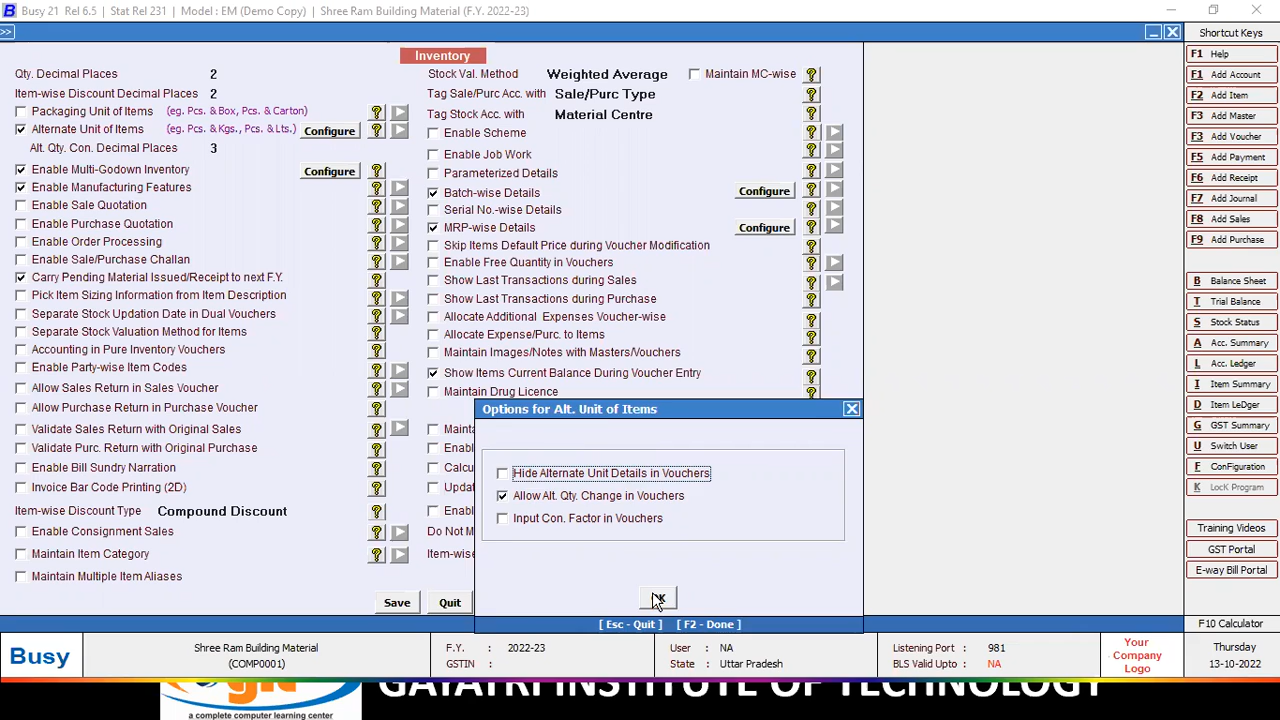 Busy 21 Rel 6.5 | Stat Rel 231 | Model : EM (Demo Copy) | Shree Ram Building Material (F.Y. 2022-23)
>>
Inventory
Qty. Decimal Places 2
Item-wise Discount Decimal Places 2
Packaging Unit of Items (eg. Pcs. & Box, Pcs. & Carton) ?
Alternate Unit of Items (eg. Pcs & Kgs., Pcs. & Lts.) Configure ?
Alt. Qty. Con. Decimal Places 3
Enable Multi-Godown Inventory Configure ?
Enable Manufacturing Features ?
Enable Sale Quotation ?
Enable Purchase Quotation ?
Enable Order Processing ?
Enable Sale/Purchase Challan ?
Carry Pending Material Issued/Receipt to next F.Y. ?
Pick Item Sizing Information from Item Description ?
Separate Stock Updation Date in Dual Vouchers ?
Separate Stock Valuation Method for Items ?
Accounting in Pure Inventory Vouchers ?
Enable Party-wise Item Codes ?
Allow Sales Return in Sales Voucher ?
Allow Purchase Return in Purchase Voucher ?
Validate Sales Return with Original Sales ?
Validate Purc. Return with Original Purchase ?
Enable Bill Sundry Narration ?
Invoice Bar Code Printing (2D) ?
Item-wise Discount Type Compound Discount ?
Enable Consignment Sales ?
Maintain Item Category ?
Maintain Multiple Item Aliases
Save Quit
Stock Val. Method Weighted Average Maintain MC-wise ?
Tag Sale/Purc Acc. with Sale/Purc Type ?
Tag Stock Acc. with Material Centre ?
Enable Scheme ?
Enable Job Work ?
Parameterized Details ?
Batch-wise Details Configure ?
Serial No.-wise Details ?
MRP-wise Details Configure ?
Skip Items Default Price during Voucher Modification ?
Enable Free Quantity in Vouchers ?
Show Last Transactions during Sales ?
Show Last Transactions during Purchase ?
Allocate Additional Expenses Voucher-wise ?
Allocate Expense/Purc. to Items ?
Maintain Images/Notes with Masters/Vouchers ?
Show Items Current Balance During Voucher Entry ?
Maintain Drug Licence ?
Maint
Enabl
Calcu
Updat
Enabl
Do Not M
Item-wise
Options for Alt. Unit of Items
Hide Alternate Unit Details in Vouchers
Allow Alt. Qty. Change in Vouchers
Input Con. Factor in Vouchers
[ Esc - Quit ] [ F2 - Done ]
Shortcut Keys
F1 Help
F1 Add Account
F2 Add Item
F3 Add Master
F3 Add Voucher
F5 Add Payment
F6 Add Receipt
F7 Add Journal
F8 Add Sales
F9 Add Purchase
B Balance Sheet
T Trial Balance
S Stock Status
A Acc. Summary
L Acc. Ledger
I Item Summary
D Item LeDger
G GST Summary
U Switch User
F Configuration
K LocK Program
Training Videos
GST Portal
E-way Bill Portal
F10 Calculator
Thursday
13-10-2022
Busy
Shree Ram Building Material
(COMP0001)
F.Y. : 2022-23
GSTIN :
User : NA
State : Uttar Pradesh
Listening Port : 981
BLS Valid Upto : NA
Your
Company
Logo
GAYATRI INSTITUTE OF TECHNOLOGY
a complete computer learning center